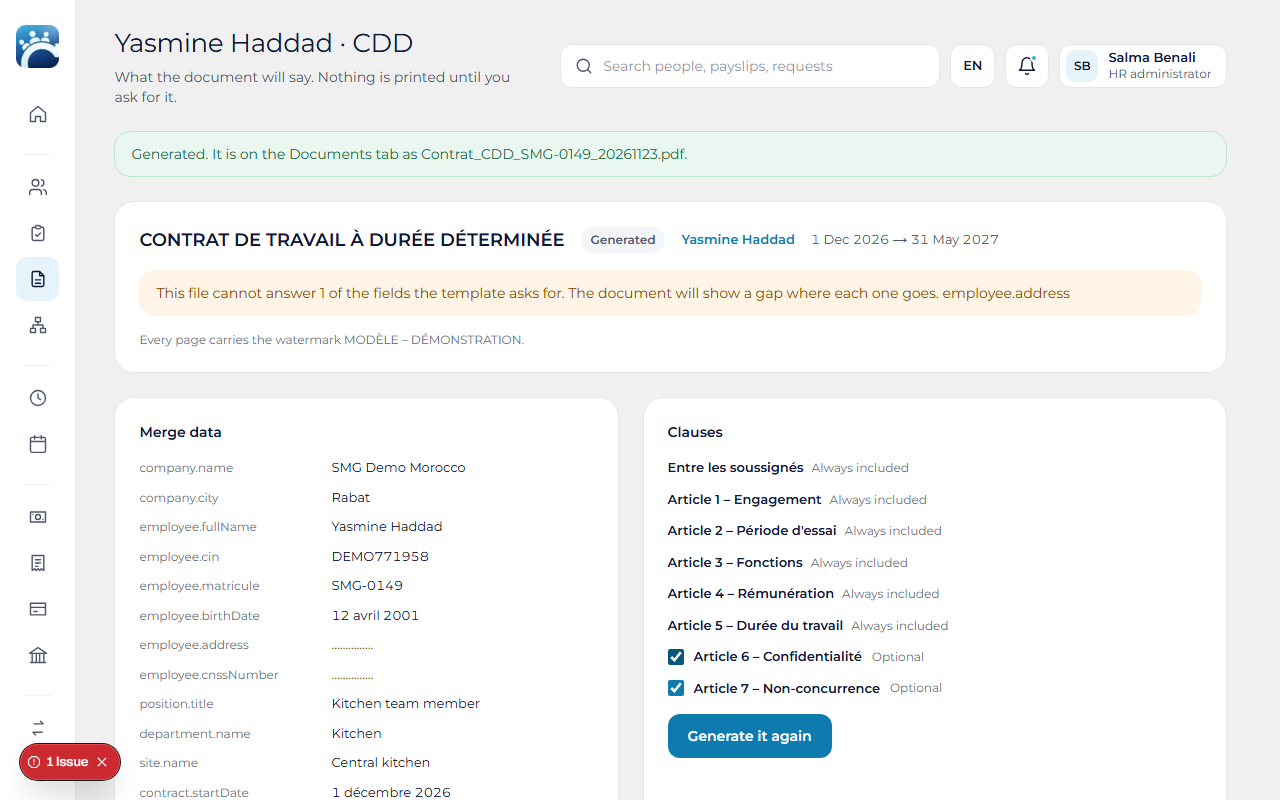 Yasmine Haddad · CDD
What the document will say. Nothing is printed until you
ask for it.
Search people, payslips, requests
EN
SB
Salma Benali
HR administrator
Generated. It is on the Documents tab as Contrat_CDD_SMG-0149_20261123.pdf.
CONTRAT DE TRAVAIL À DURÉE DÉTERMINÉE
Generated
Yasmine Haddad
1 Dec 2026 → 31 May 2027
This file cannot answer 1 of the fields the template asks for. The document will show a gap where each one goes. employee.address
Every page carries the watermark MODÈLE – DÉMONSTRATION.
Merge data
company.name SMG Demo Morocco
company.city Rabat
employee.fullName Yasmine Haddad
employee.cin DEMO771958
employee.matricule SMG-0149
employee.birthDate 12 avril 2001
employee.address ...............
employee.cnssNumber ...............
position.title Kitchen team member
department.name Kitchen
site.name Central kitchen
contract.startDate 1 décembre 2026
Clauses
Entre les soussignés Always included
Article 1 – Engagement Always included
Article 2 – Période d'essai Always included
Article 3 – Fonctions Always included
Article 4 – Rémunération Always included
Article 5 – Durée du travail Always included
Article 6 – Confidentialité Optional
Article 7 – Non-concurrence Optional
Generate it again
1 Issue